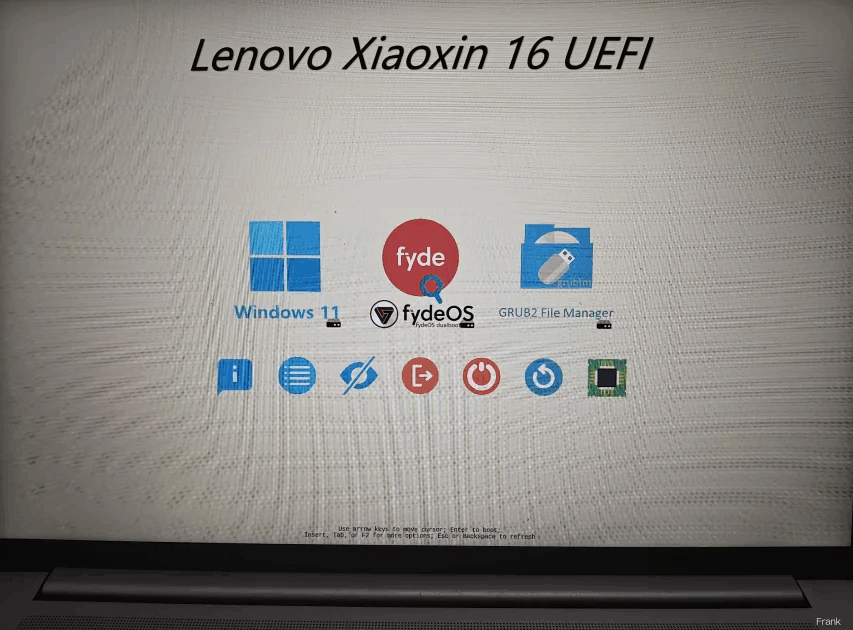 Lenovo Xiaoxin 16 UEFI
fyde
Windows 11
fydeOS
fydeOS dualboot
GRUB2 File Manager
i
Use arrow keys to move cursor; Enter to boot;
Insert, Tab, or F2 for more options; Esc or Backspace to refresh
Frank